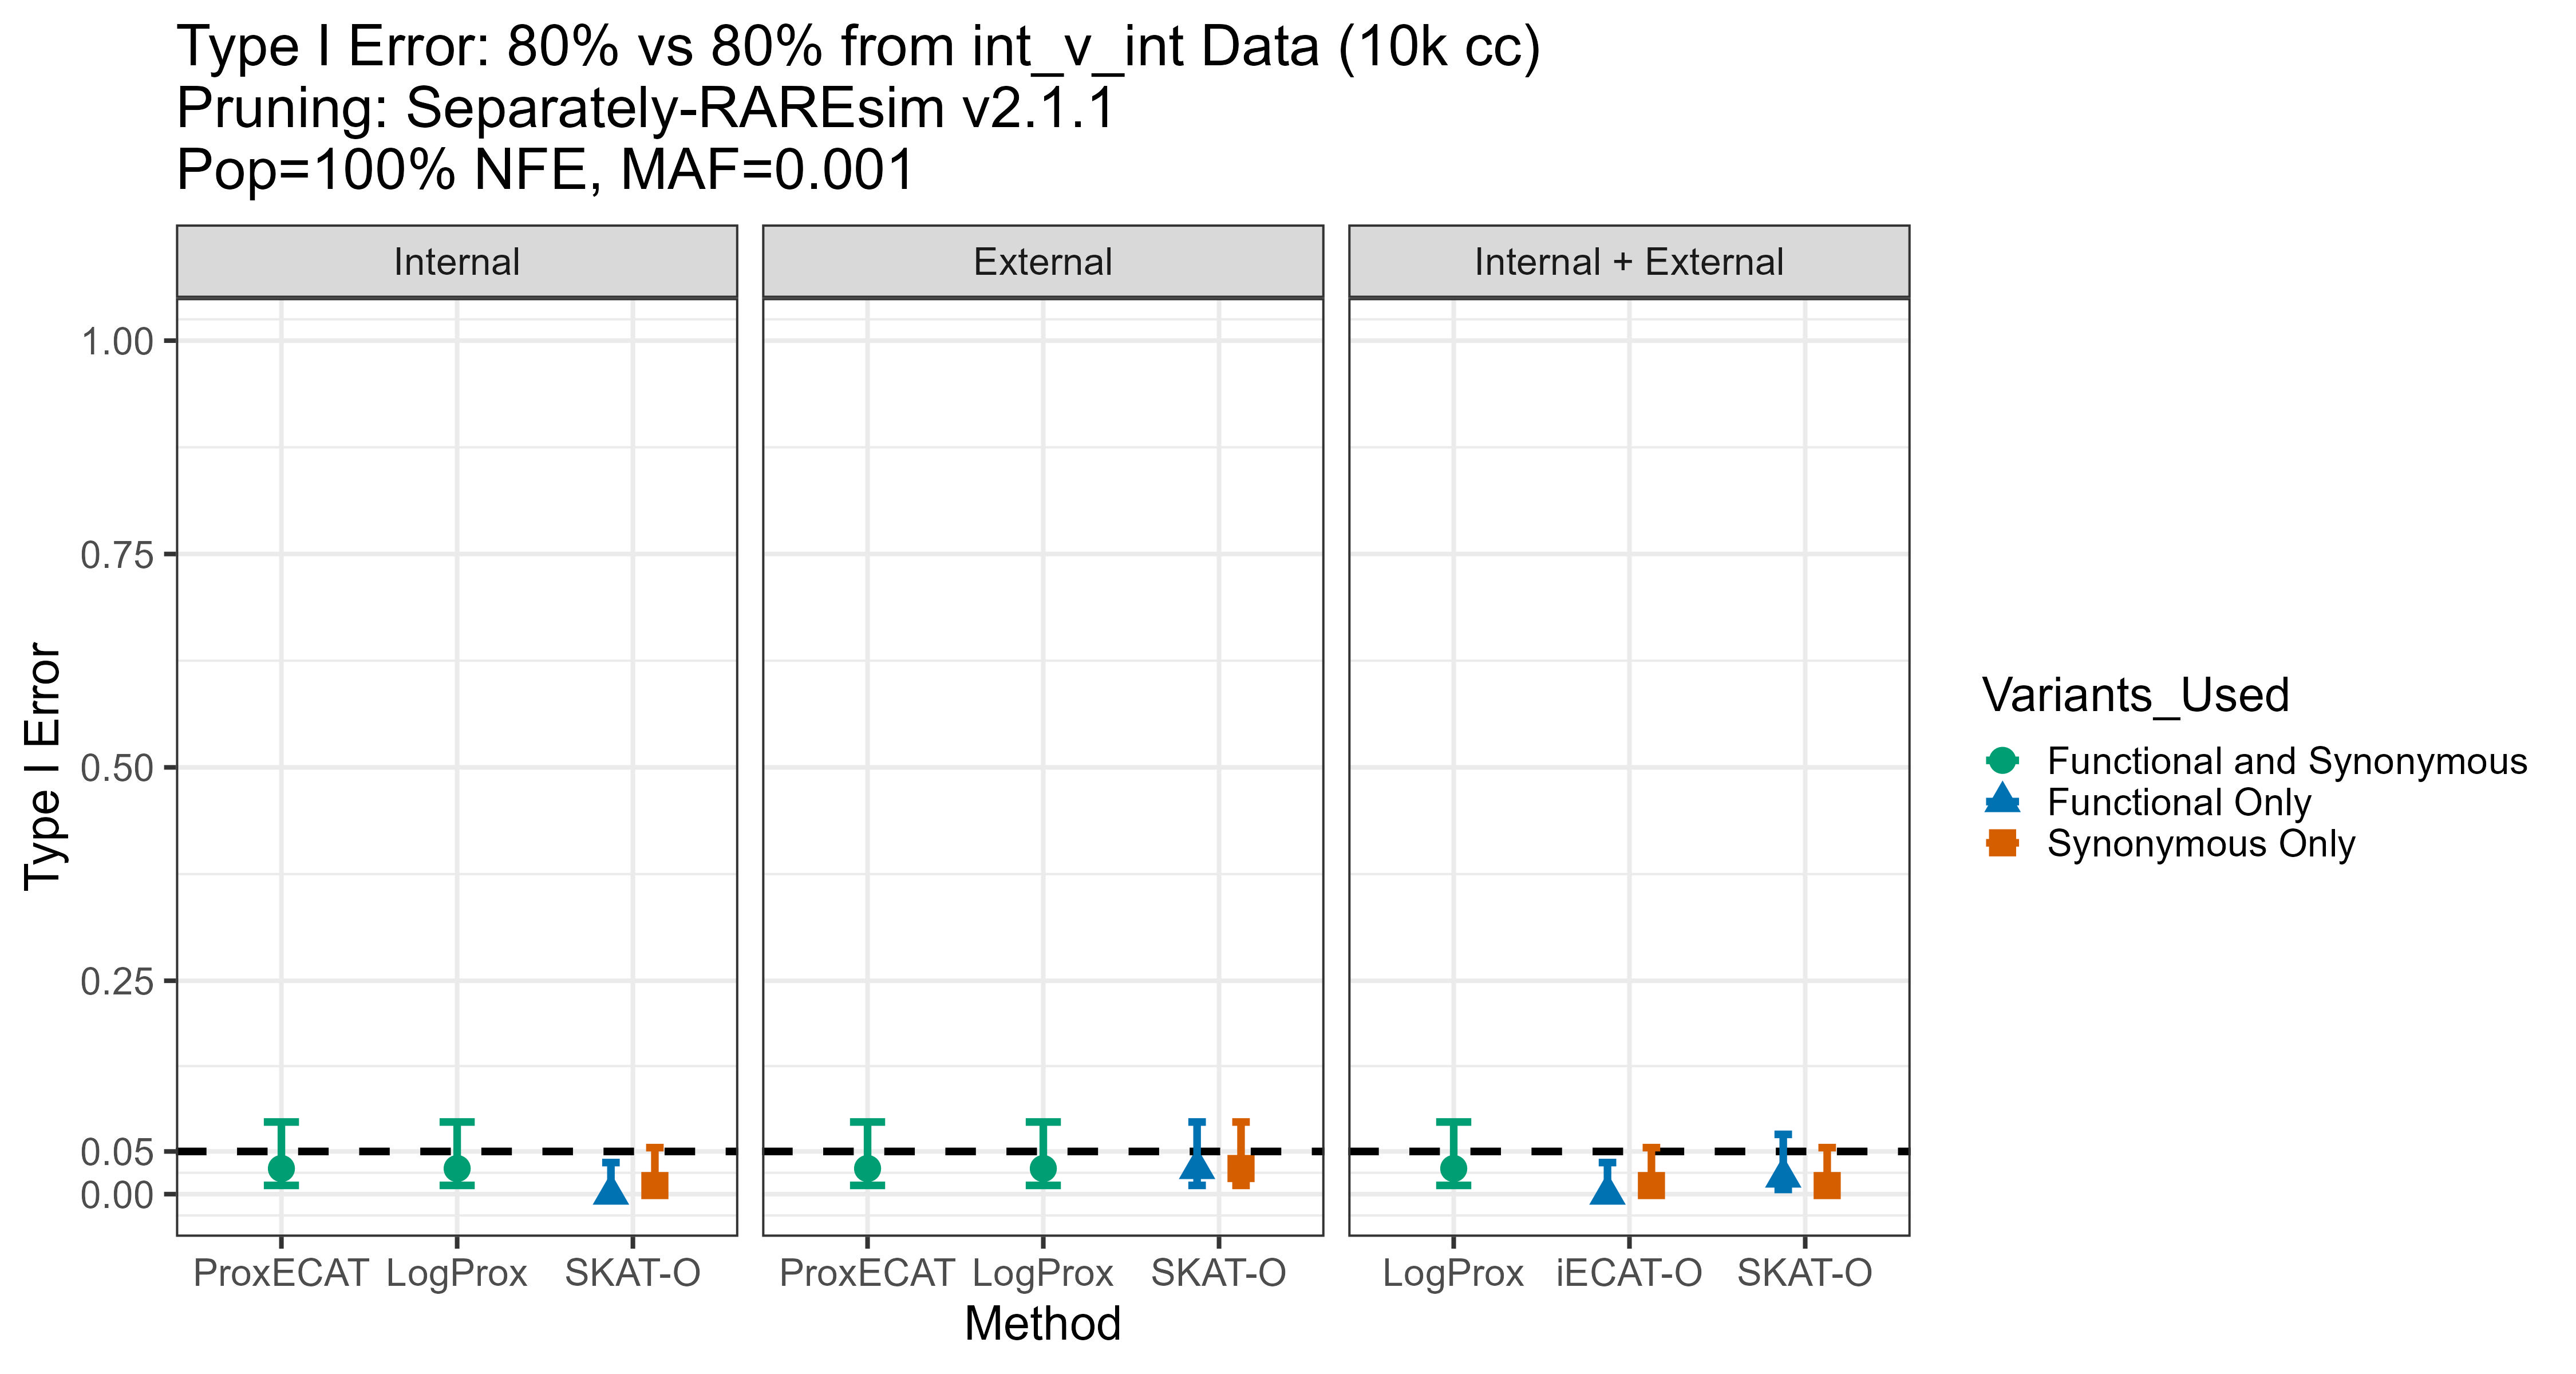 Type I Error: 80% vs 80% from int_v_int Data (10k cc)
Pruning: Separately-RAREsim v2.1.1
Pop=100% NFE, MAF=0.001
Internal
External
Internal + External
Type I Error
1.00
0.75
0.50
0.25
0.05
0.00
ProxECAT LogProx SKAT-O
ProxECAT LogProx SKAT-O
LogProx iECAT-O SKAT-O
Method
Variants_Used
Functional and Synonymous
Functional Only
Synonymous Only